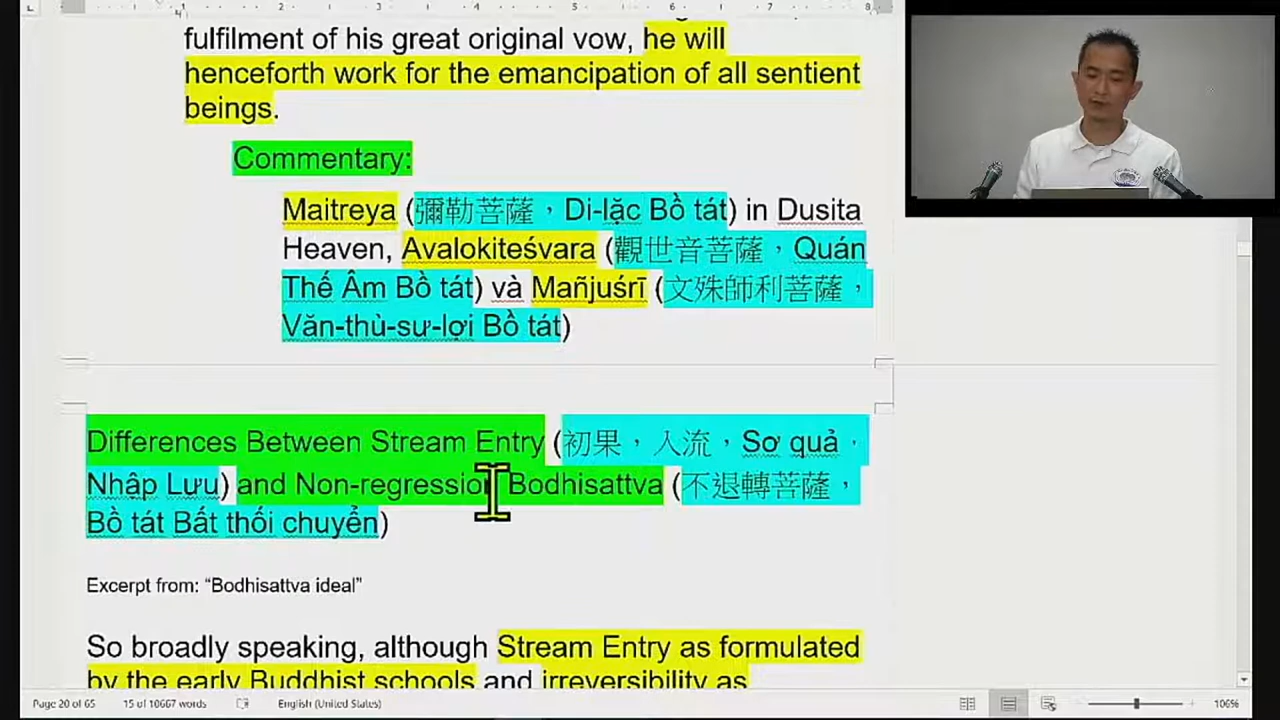 fulfilment of his great original vow, he will
henceforth work for the emancipation of all sentient
beings.
Commentary:
Maitreya (彌勒菩薩，Di-lặc Bồ tát) in Dusita
Heaven, Avalokiteśvara (觀世音菩薩，Quán
Thế Âm Bồ tát) và Mañjuśrī (文殊師利菩薩，
Văn-thù-sư-lợi Bồ tát)
Differences Between Stream Entry (初果，入流，Sơ quả，
Nhập Lưu) and Non-regression Bodhisattva (不退轉菩薩，
Bồ tát Bất thối chuyển)
Excerpt from: “Bodhisattva ideal”
So broadly speaking, although Stream Entry as formulated
by the early Buddhist schools and irreversibility as
Page 20 of 65 15 of 10667 words English (United States) 106%